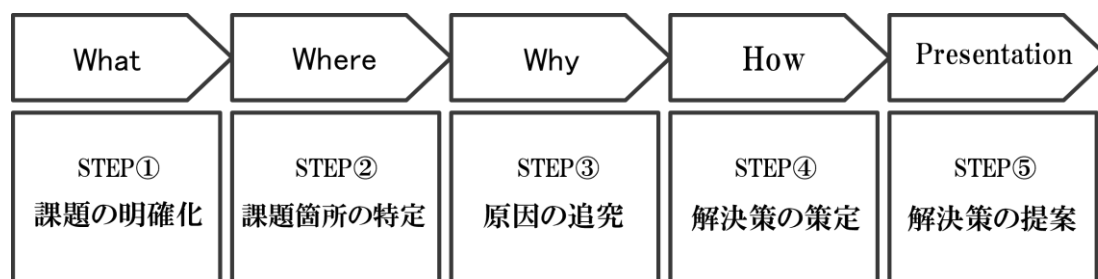 What
Where
Why
How
Presentation
STEP①
課題の明確化
STEP②
課題箇所の特定
STEP③
原因の追究
STEP④
解決策の策定
STEP⑤
解決策の提案